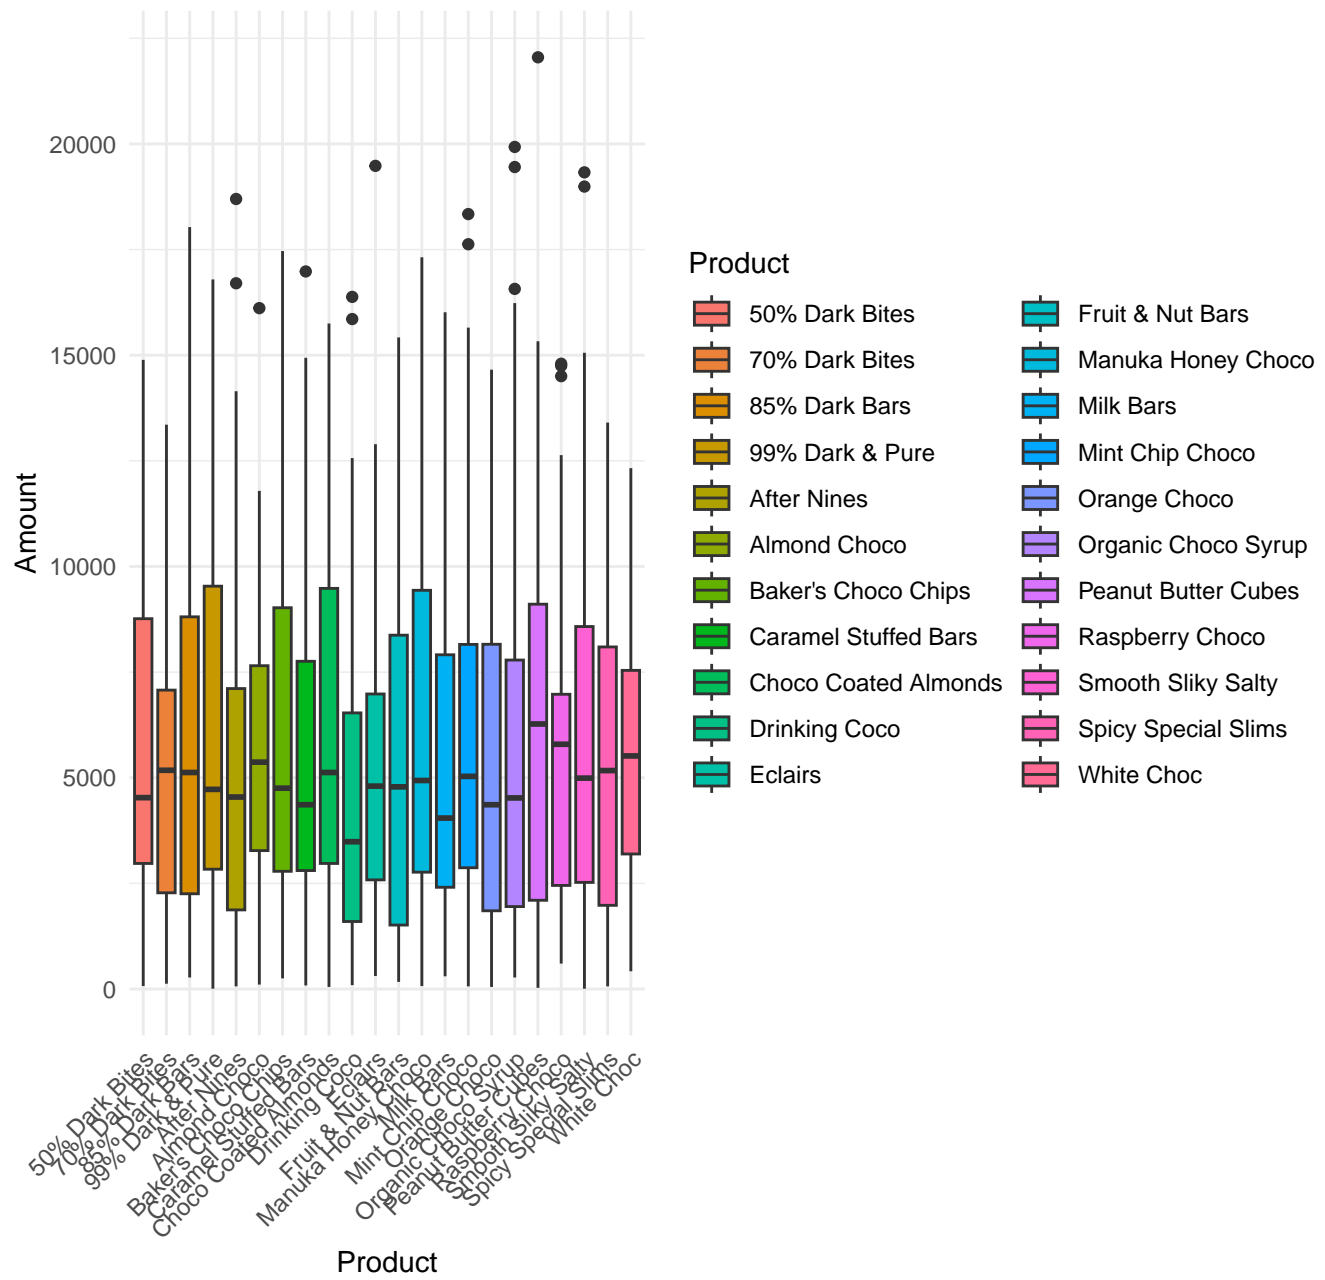 20000
15000
10000
5000
0
Amount
50% Dark Bites
70% Dark Bites
85% Dark Bars
99% Dark & Pure
After Nines
Almond Choco
Baker's Choco Chips
Caramel Stuffed Bars
Choco Coated Almonds
Drinking Coco
Eclairs
Fruit & Nut Bars
Manuka Honey Choco
Milk Bars
Mint Chip Choco
Orange Choco
Organic Choco Syrup
Peanut Butter Cubes
Raspberry Choco
Smooth Sliky Salty
Spicy Special Slims
White Choc
Product
Product
50% Dark Bites
70% Dark Bites
85% Dark Bars
99% Dark & Pure
After Nines
Almond Choco
Baker's Choco Chips
Caramel Stuffed Bars
Choco Coated Almonds
Drinking Coco
Eclairs
Fruit & Nut Bars
Manuka Honey Choco
Milk Bars
Mint Chip Choco
Orange Choco
Organic Choco Syrup
Peanut Butter Cubes
Raspberry Choco
Smooth Sliky Salty
Spicy Special Slims
White Choc